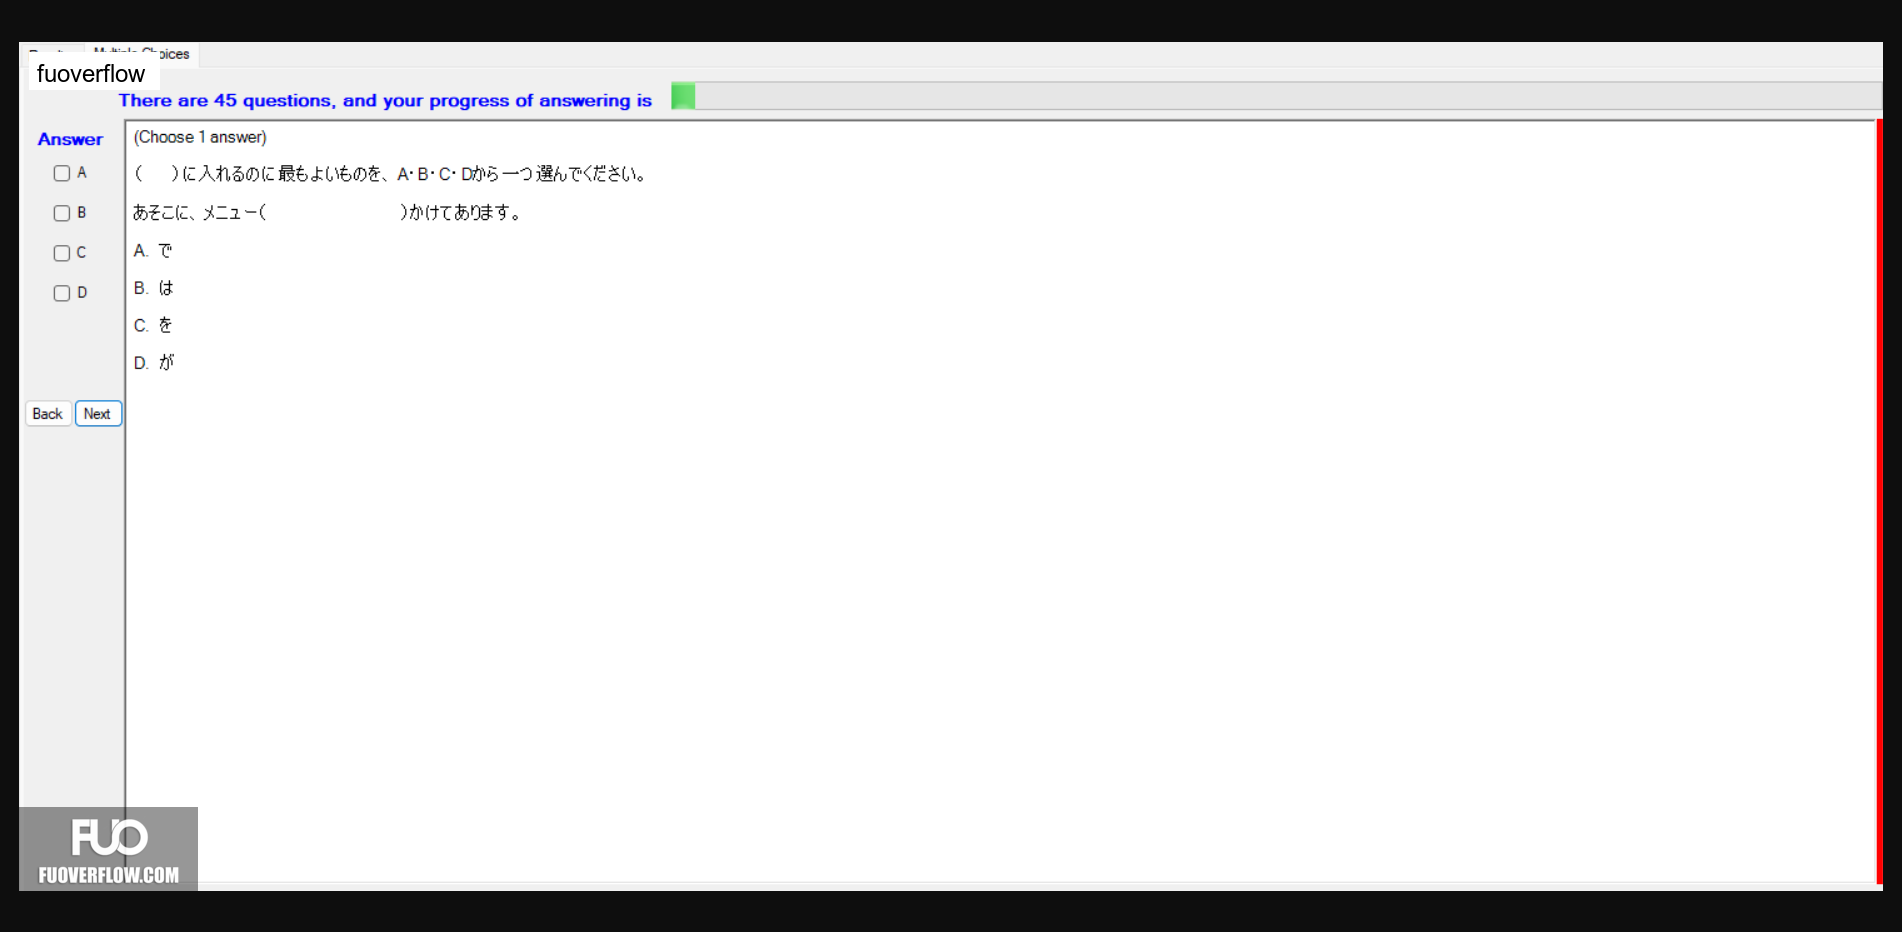 oices
fuoverflow
There are 45 questions, and your progress of answering is
Answer
(Choose 1 answer)
A
(　)に入れるのに最もよいものを、A・B・C・Dから一つ選んでください。
B
あそこに、メニュー(　　　　　)かけてあります。
C
A. で
D
B. は
C. を
D. が
Back Next
FUO
FUOVERFLOW.COM